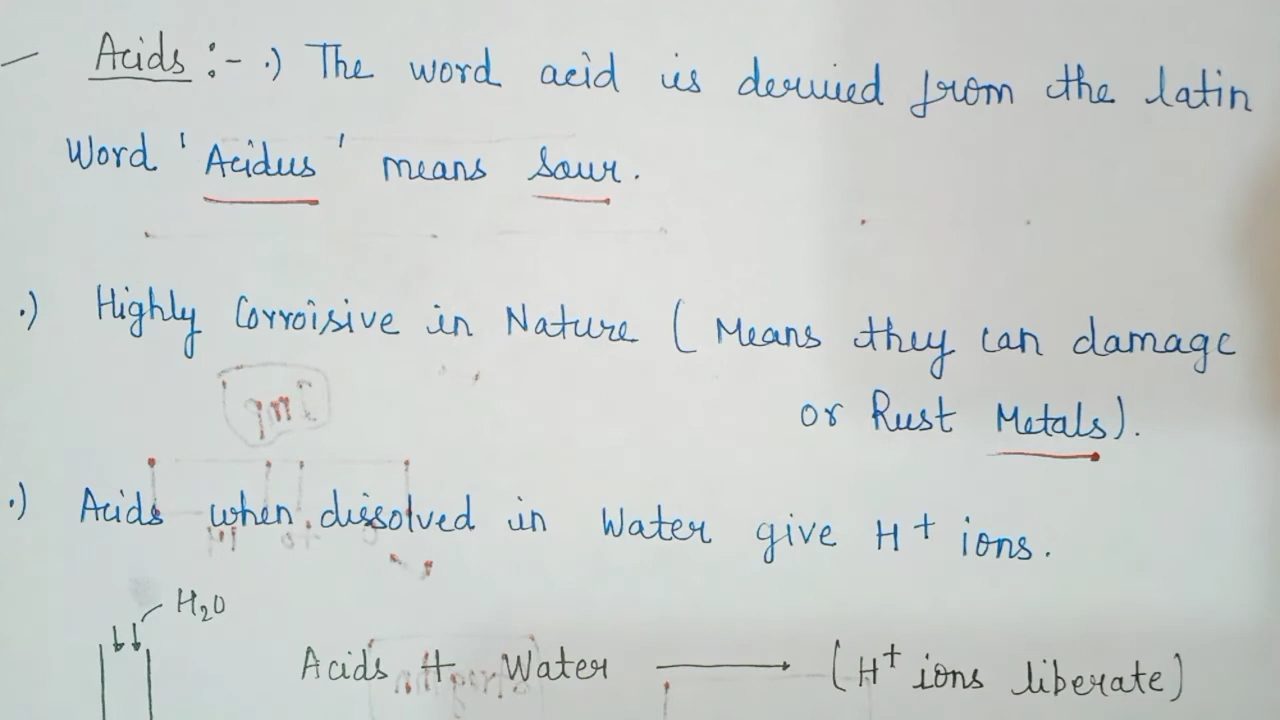 Acids :- .) The word acid is derived from the latin
Word 'Acidus' means Sour.
.) Highly Corroisive in Nature ( Means they can damage
or Rust Metals).
.) Acids when dissolved in Water give H+ ions.
H2O
Acids + Water → (H+ ions liberate)